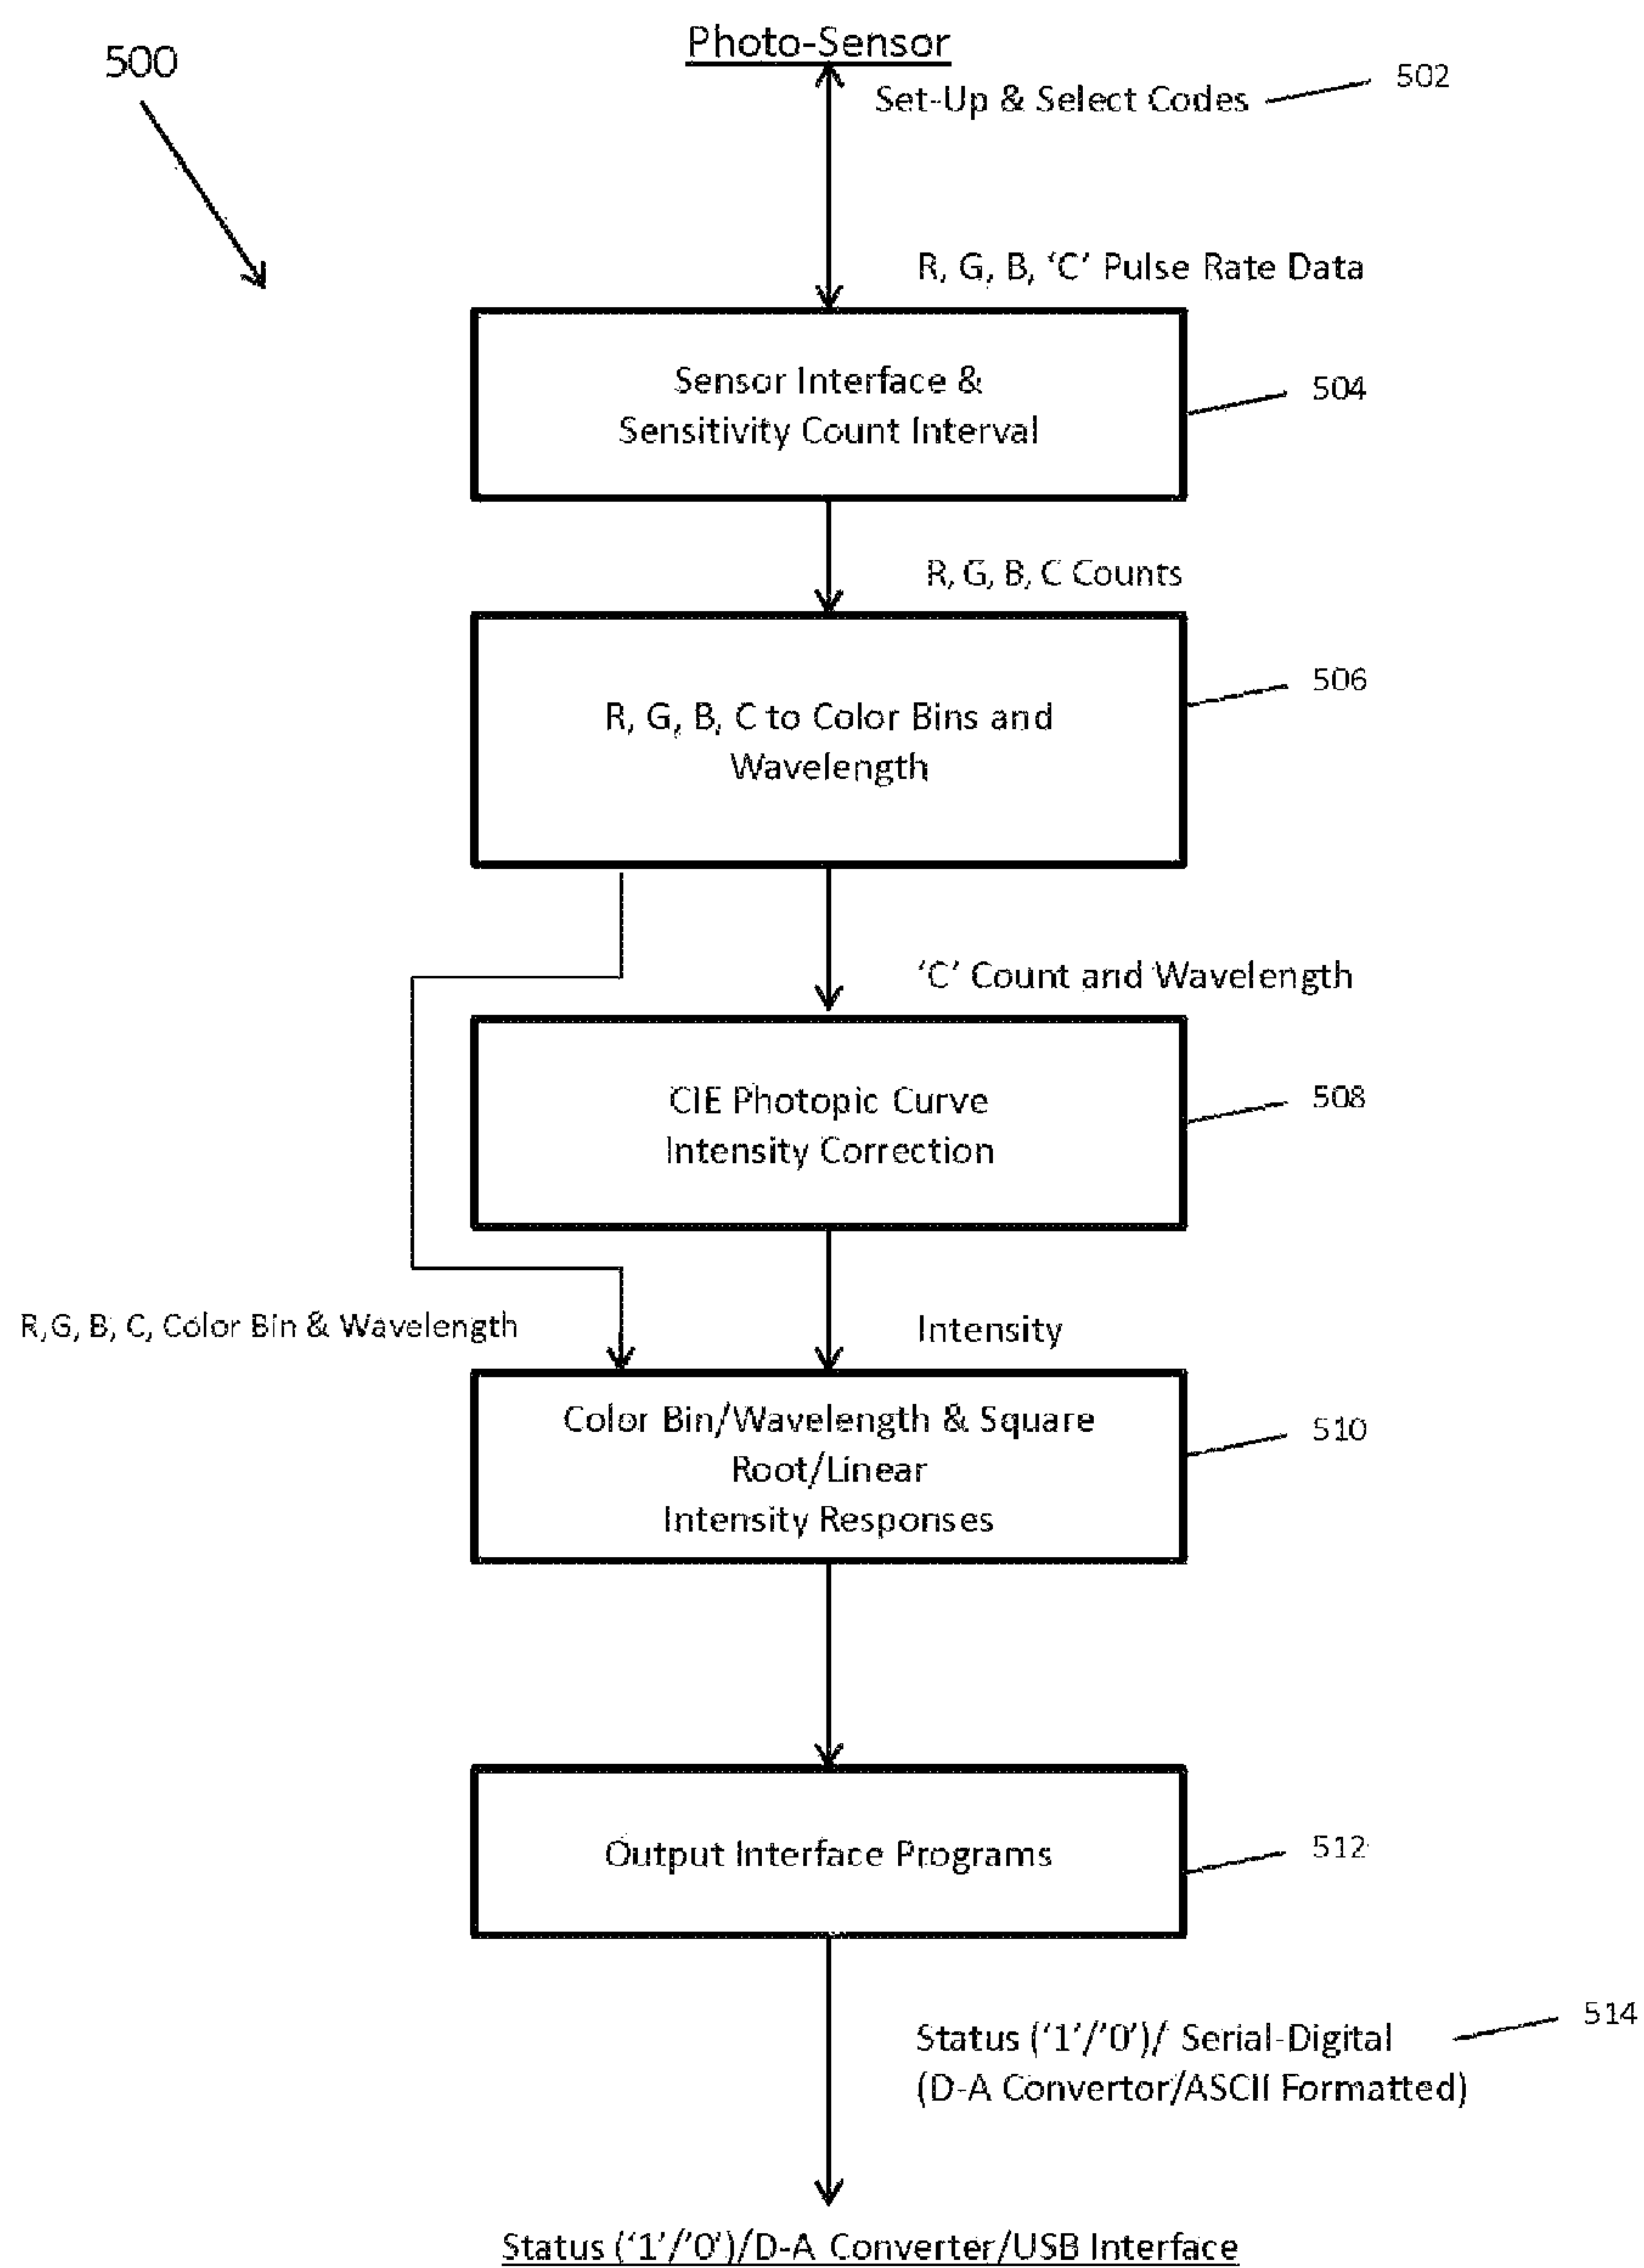 500
Photo-Sensor
Set-Up & Select Codes
502
R, G, B, ‘C’ Pulse Rate Data
Sensor Interface &
Sensitivity Count Interval
504
R, G, B, C Counts
R, G, B, C to Color Bins and
Wavelength
506
‘C’ Count and Wavelength
CIE Photopic Curve
Intensity Correction
508
R,G, B, C, Color Bin & Wavelength
Intensity
Color Bin/Wavelength & Square
Root/Linear
Intensity Responses
510
Output Interface Programs
512
Status (‘1’/’0’)/ Serial-Digital
(D-A Convertor/ASCII Formatted)
514
Status (‘1’/’0’)/D-A Converter/USB Interface